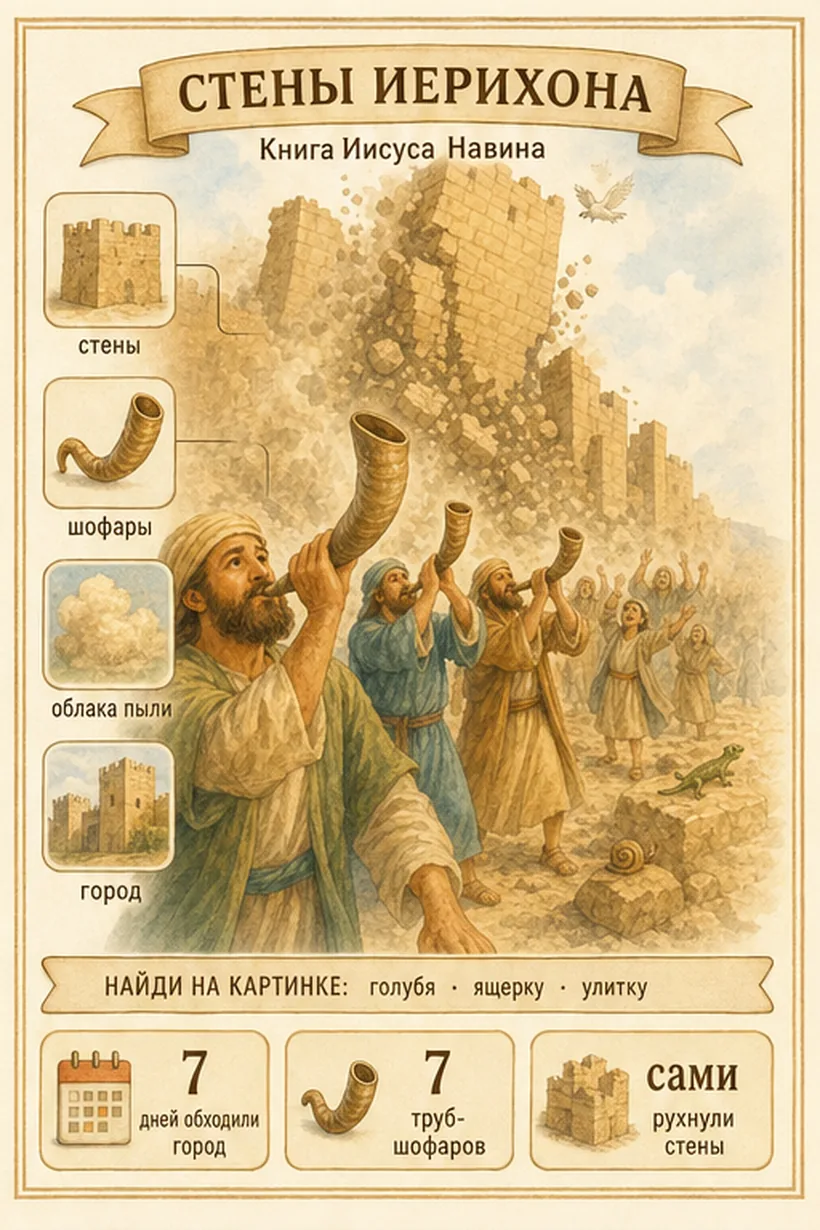 СТЕНЫ ИЕРИХОНА
Книга Иисуса Навина
стены
шофары
облака пыли
город
НАЙДИ НА КАРТИНКЕ: голубя · ящерку · улитку
7
дней обходили
город
7
труб-
шофаров
сами
рухнули
стены